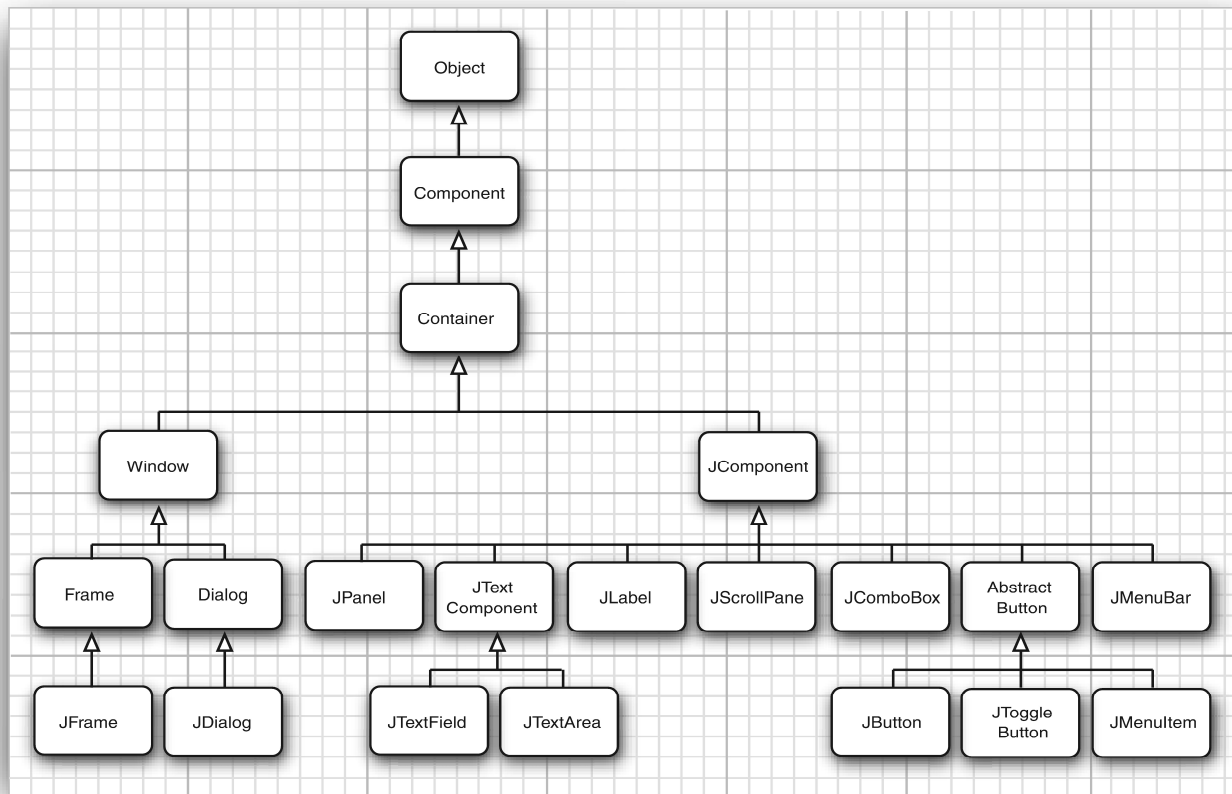 Object
Component
Container
Window
JComponent
Frame
Dialog
JPanel
JText
Component
JLabel
JScrollPane
JComboBox
Abstract
Button
JMenuBar
JFrame
JDialog
JTextField
JTextArea
JButton
JToggle
Button
JMenuItem